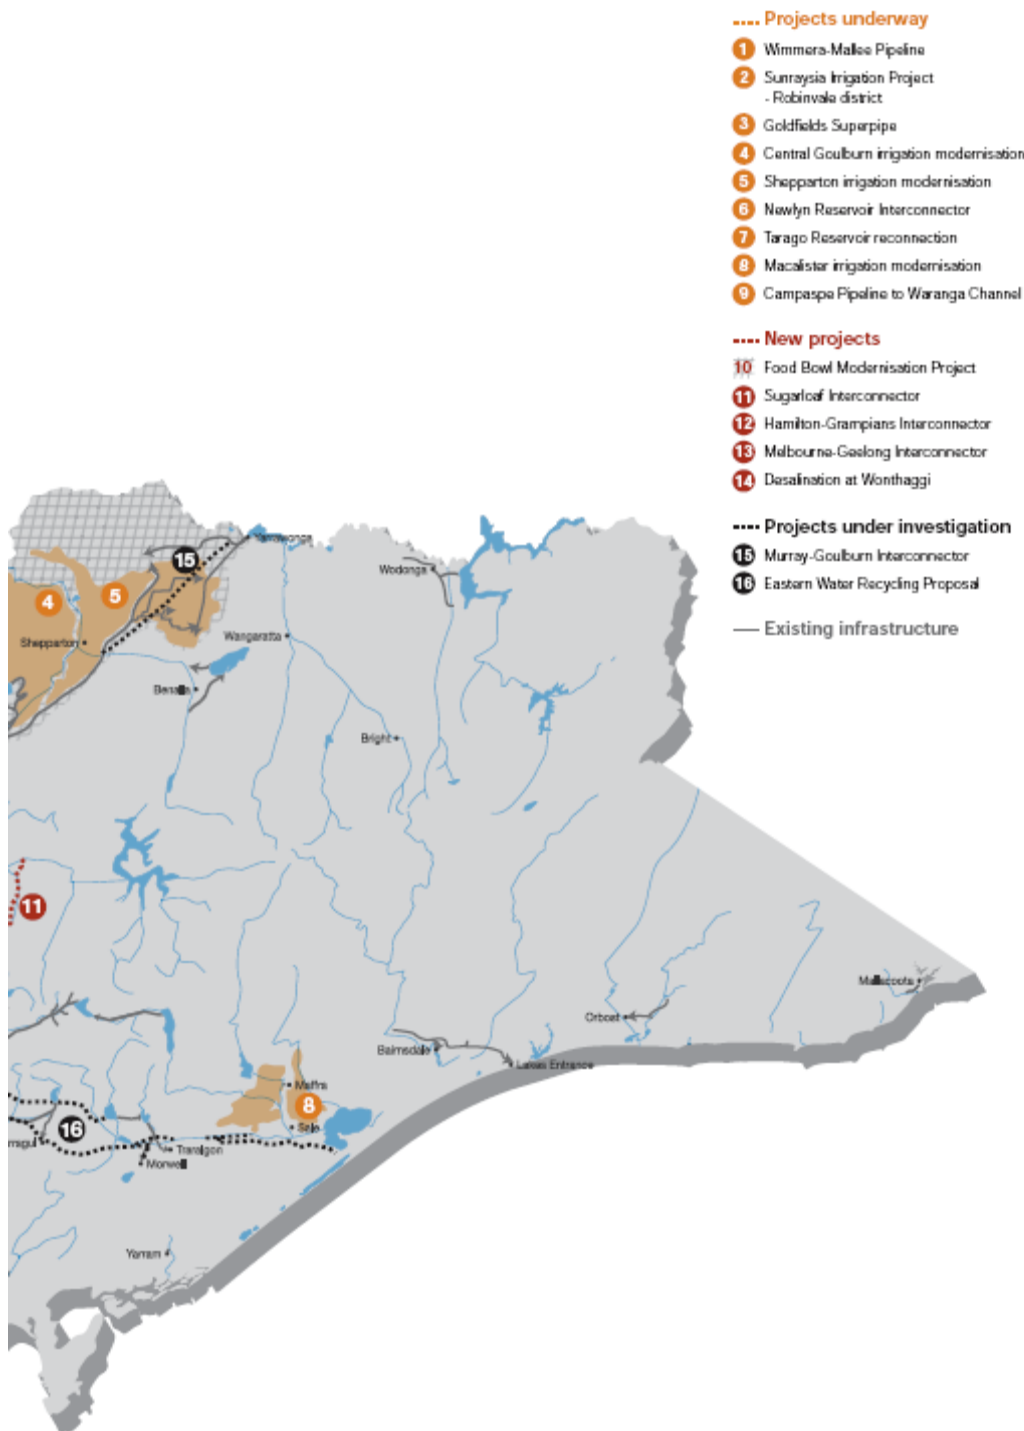 Projects underway
1 Wimmera-Mallee Pipeline
2 Sunraysia Irrigation Project
- Robinvale district
3 Goldfields Superpipe
4 Central Goulburn irrigation modernisation
5 Shepparton irrigation modernisation
6 Newlyn Reservoir Interconnector
7 Tarago Reservoir reconnection
8 Macalister irrigation modernisation
9 Campaspe Pipeline to Waranga Channel
New projects
10 Food Bowl Modernisation Project
11 Sugarloaf Interconnector
12 Hamilton-Grampians Interconnector
13 Melbourne-Geelong Interconnector
14 Desalination at Wonthaggi
Projects under investigation
15 Murray-Goulburn Interconnector
16 Eastern Water Recycling Proposal
Existing infrastructure
Yarrawonga
15
Wodonga
4
5
Shepparton
Wangaratta
Benalla
Bright
11
Mallacoota
Orbost
Bairnsdale
Lakes Entrance
Maffra
8
Sale
16
Traralgon
Morwell
Yarram